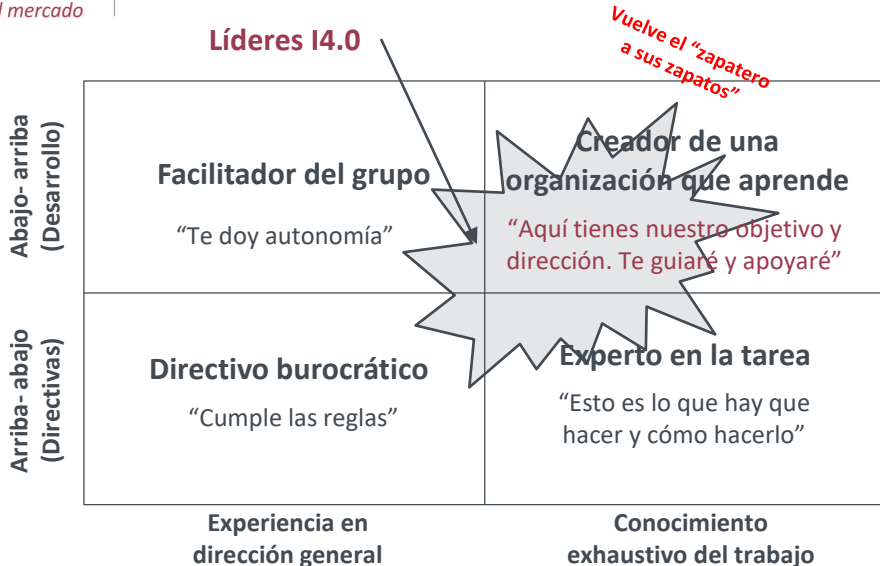 l mercado
Líderes I4.0
Vuelve el “zapatero
a sus zapatos”
Abajo- arriba
(Desarrollo)
Facilitador del grupo
“Te doy autonomía”
Creador de una
organización que aprende
“Aquí tienes nuestro objetivo y
dirección. Te guiaré y apoyaré”
Arriba- abajo
(Directivas)
Directivo burocrático
“Cumple las reglas”
Experto en la tarea
“Esto es lo que hay que
hacer y cómo hacerlo”
Experiencia en
dirección general
Conocimiento
exhaustivo del trabajo